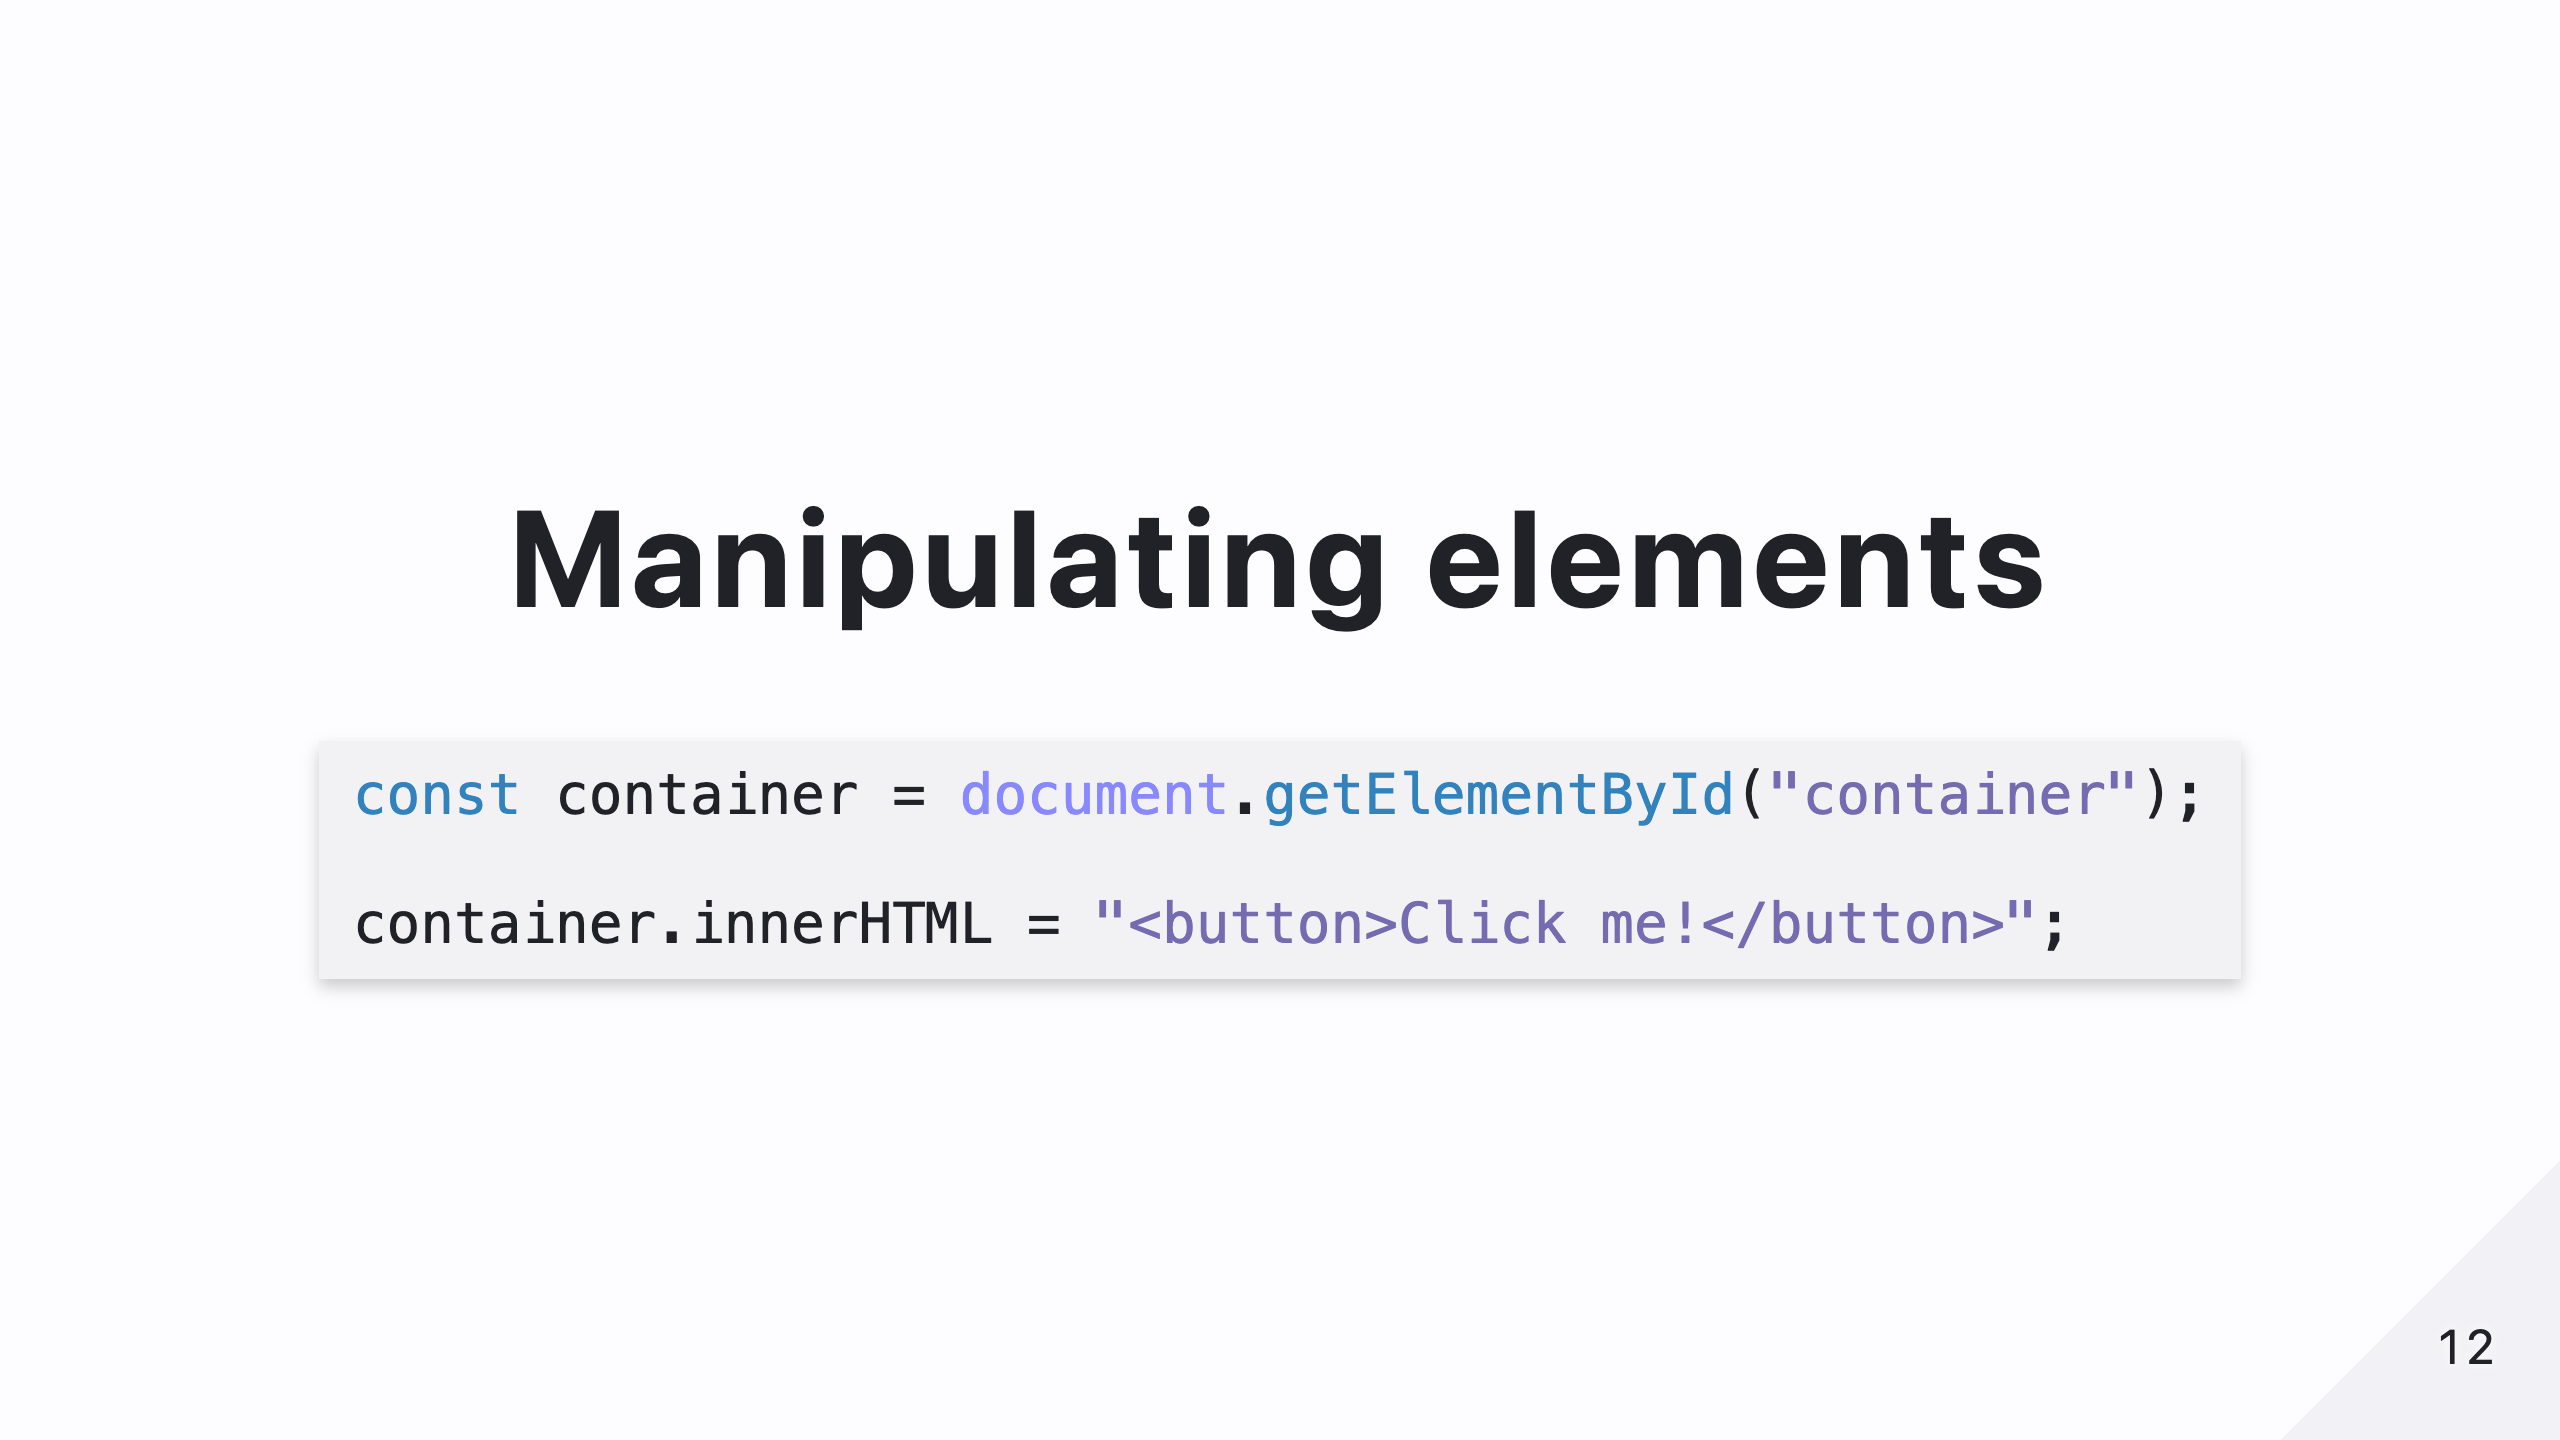 Manipulating elements
const container = document.getElementById("container");
container.innerHTML = "<button>Click me!</button>";
12